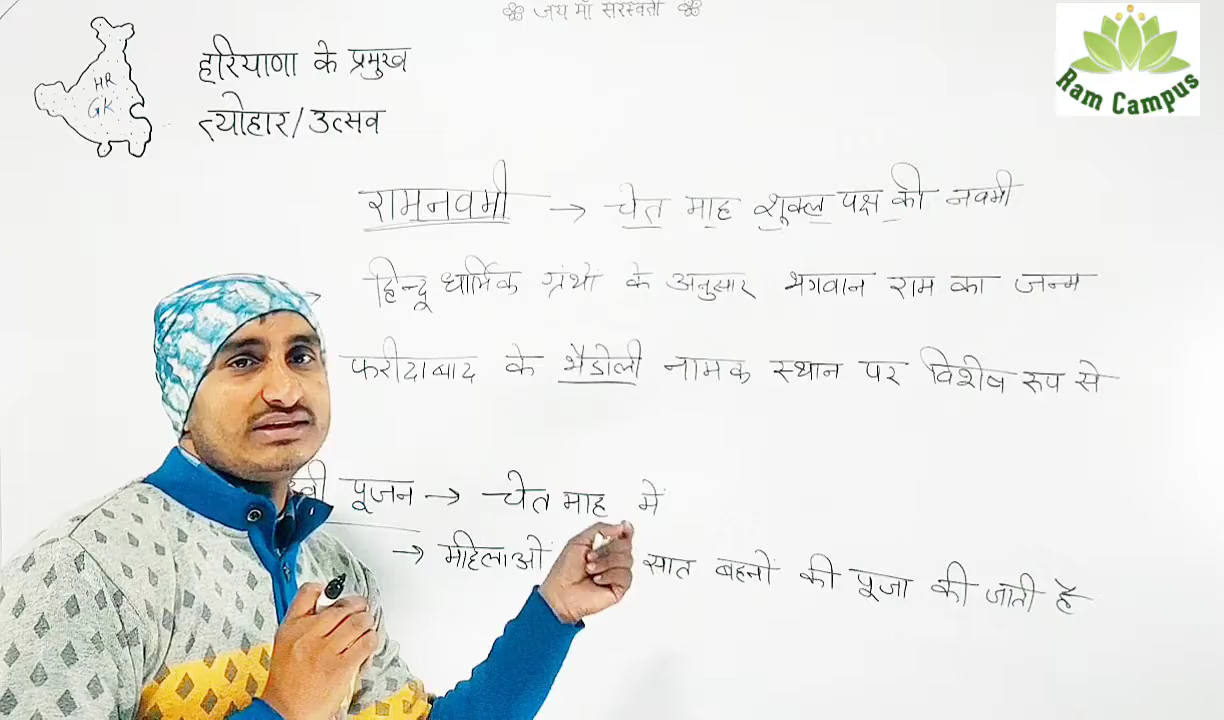 जय माँ सरस्वती
Ram Campus
HR
GK
हरियाणा के प्रमुख
त्योहार/उत्सव
रामनवमी → चेत माह शुक्ल पक्ष की नवमी
हिन्दू धार्मिक ग्रंथों के अनुसार भगवान राम का जन्म
फरीदाबाद के भैडोली नामक स्थान पर विशेष रूप से
पूजन → चेत माह में
→ महिलाओं सात बहनों की पूजा की जाती है